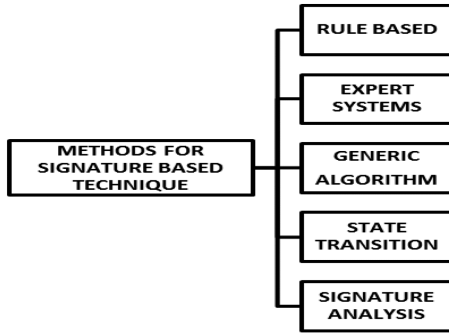 RULE BASED
EXPERT
SYSTEMS
METHODS FOR
SIGNATURE BASED
TECHNIQUE
GENERIC
ALGORITHM
STATE
TRANSITION
SIGNATURE
ANALYSIS